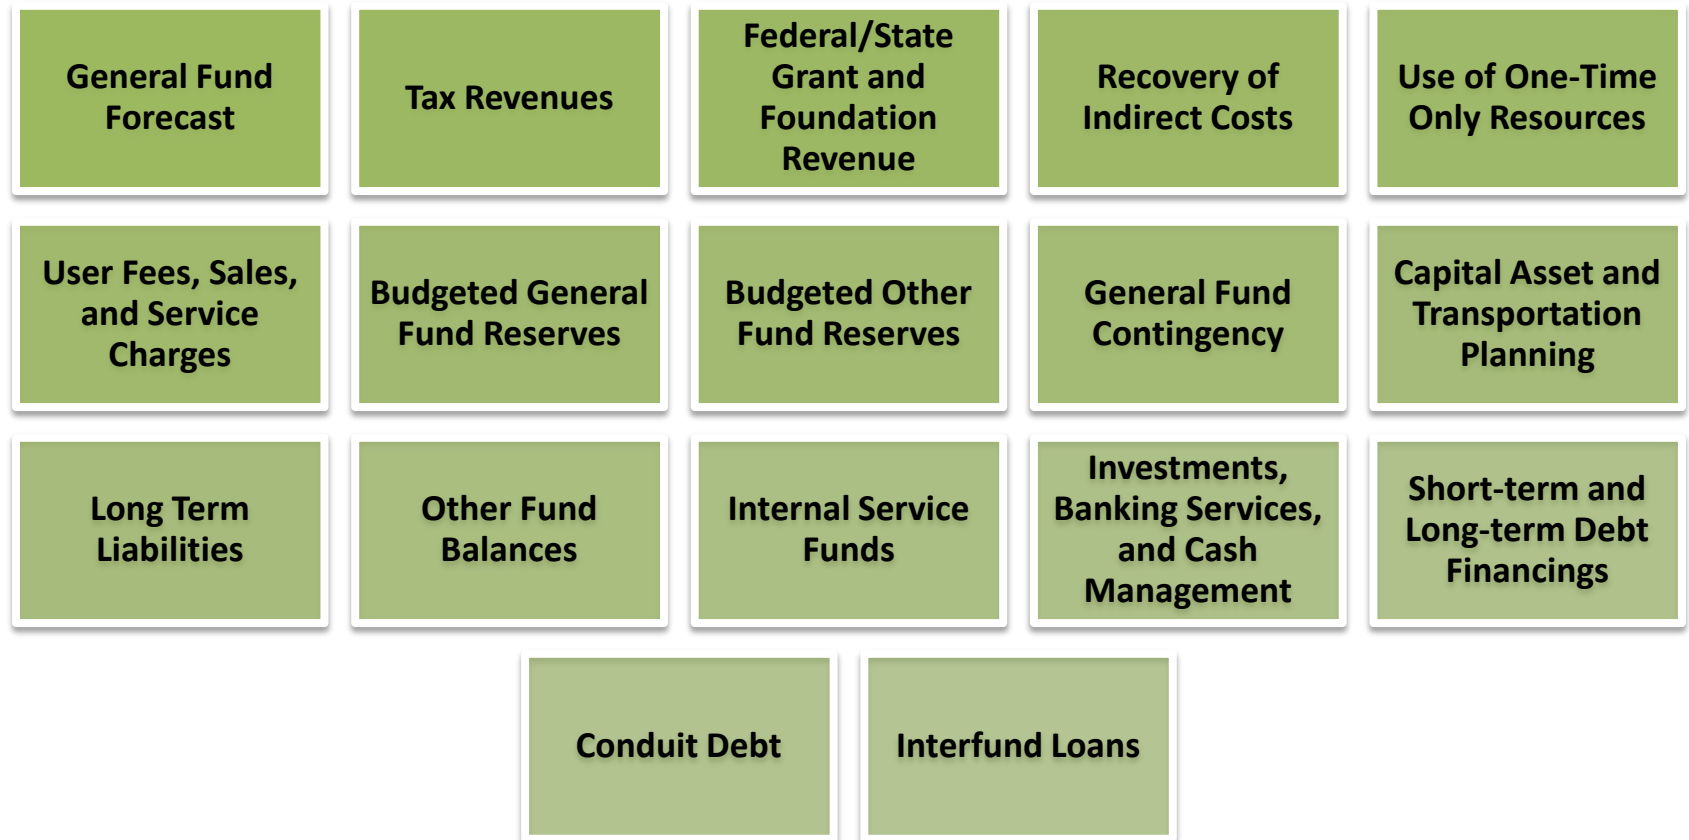 General Fund
Forecast
Tax Revenues
Federal/State
Grant and
Foundation
Revenue
Recovery of
Indirect Costs
Use of One-Time
Only Resources
User Fees, Sales,
and Service
Charges
Budgeted General
Fund Reserves
Budgeted Other
Fund Reserves
General Fund
Contingency
Capital Asset and
Transportation
Planning
Long Term
Liabilities
Other Fund
Balances
Internal Service
Funds
Investments,
Banking Services,
and Cash
Management
Short-term and
Long-term Debt
Financings
Conduit Debt
Interfund Loans